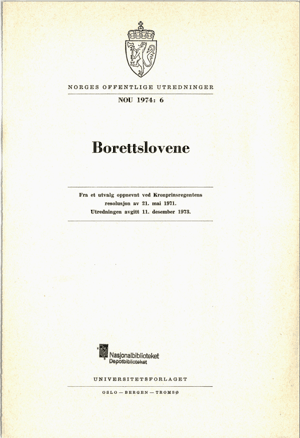 NORGES OFFENTLIGE UTREDNINGER
NOU 1974: 6
Borettslovene
Fra et utvalg oppnevnt ved Kronprinsregentens
resolusjon av 21. mai 1971.
Utredningen avgitt 11. desember 1973.
Nasjonalbiblioteket
Depotbiblioteket
UNIVERSITETSFORLAGET
OSLO — BERGEN — TROMSØ